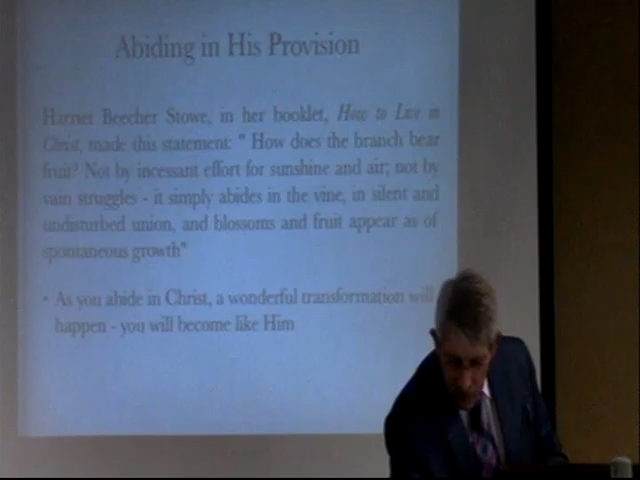 Abiding in His Provision
Harriet Beecher Stowe, in her booklet, How to Live in
Christ, made this statement: " How does the branch bear
fruit? Not by incessant effort for sunshine and air; not by
vain struggles - it simply abides in the vine, in silent and
undisturbed union, and blossoms and fruit appear as of
spontaneous growth"
• As you abide in Christ, a wonderful transformation will
happen - you will become like Him